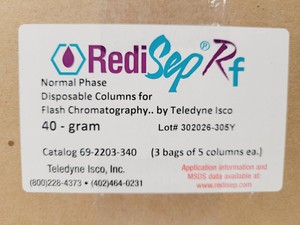 RediSep® Rf
Normal Phase
Disposable Columns for
Flash Chromatography.. by Teledyne Isco
40 - gram Lot# 302026-305Y
Catalog 69-2203-340 (3 bags of 5 columns ea.)
Teledyne Isco, Inc.
(800)228-4373 • (402)464-0231
Application information and
MSDS data available at:
www.redisep.com